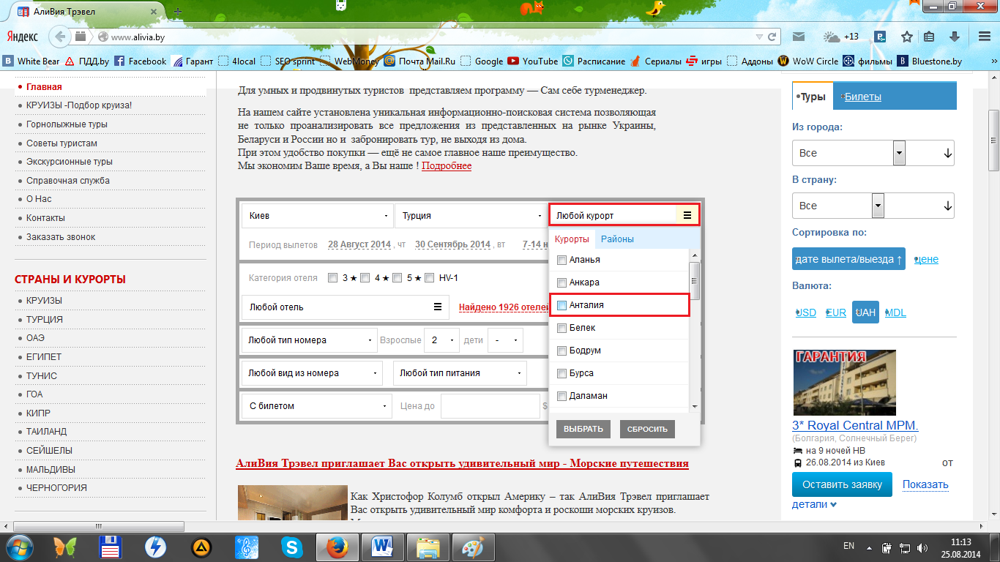 АлиВия Трэвел
Яндекс
www.alivia.by
+13
White Bear ПДД.by Facebook Гарант 4local SEO sprint WebMoney Почта Mail.Ru Google YouTube Расписание Сериалы игры Аддоны WoW Circle фильмы Bluestone.by »
Главная
КРУИЗЫ -Подбор круиза!
Горнолыжные туры
Советы туристам
Экскурсионные туры
Справочная служба
О Нас
Контакты
Заказать звонок
СТРАНЫ И КУРОРТЫ
КРУИЗЫ
ТУРЦИЯ
ОАЭ
ЕГИПЕТ
ТУНИС
ГОА
КИПР
ТАИЛАНД
СЕЙШЕЛЫ
МАЛЬДИВЫ
ЧЕРНОГОРИЯ
Для умных и продвинутых туристов представляем программу — Сам себе турменеджер.
На нашем сайте установлена уникальная информационно-поисковая система позволяющая
не только проанализировать все предложения из представленных на рынке Украины,
Беларуси и России но и забронировать тур, не выходя из дома.
При этом удобство покупки — ещё не самое главное наше преимущество.
Мы экономим Ваше время, а Вы наше ! Подробнее
Киев Турция Любой курорт
Период вылетов 28 Август 2014 , чт 30 Сентябрь 2014 , вт 7-14 н
Категория отеля 3 ★ 4 ★ 5 ★ HV-1
Любой отель Найдено 1926 отелей
Любой тип номера Взрослые 2 дети -
Любой вид из номера Любой тип питания
С билетом Цена до $
Курорты Районы
Аланья
Анкара
Анталия
Белек
Бодрум
Бурса
Даламан
ВЫБРАТЬ СБРОСИТЬ
АлиВия Трэвел приглашает Вас открыть удивительный мир - Морские путешествия
Как Христофор Колумб открыл Америку – так АлиВия Трэвел приглашает
Вас открыть удивительный мир комфорта и роскоши морских круизов.
Туры Билеты
Из города:
Все
В страну:
Все
Сортировка по:
дате вылета/выезда ↑ цене
Валюта:
USD EUR UAH MDL
ГАРАНТИЯ
3* Royal Central МРМ.
(Болгария, Солнечный Берег)
на 9 ночей HB
26.08.2014 из Киев от
Оставить заявку Показать
детали
EN
11:13
25.08.2014